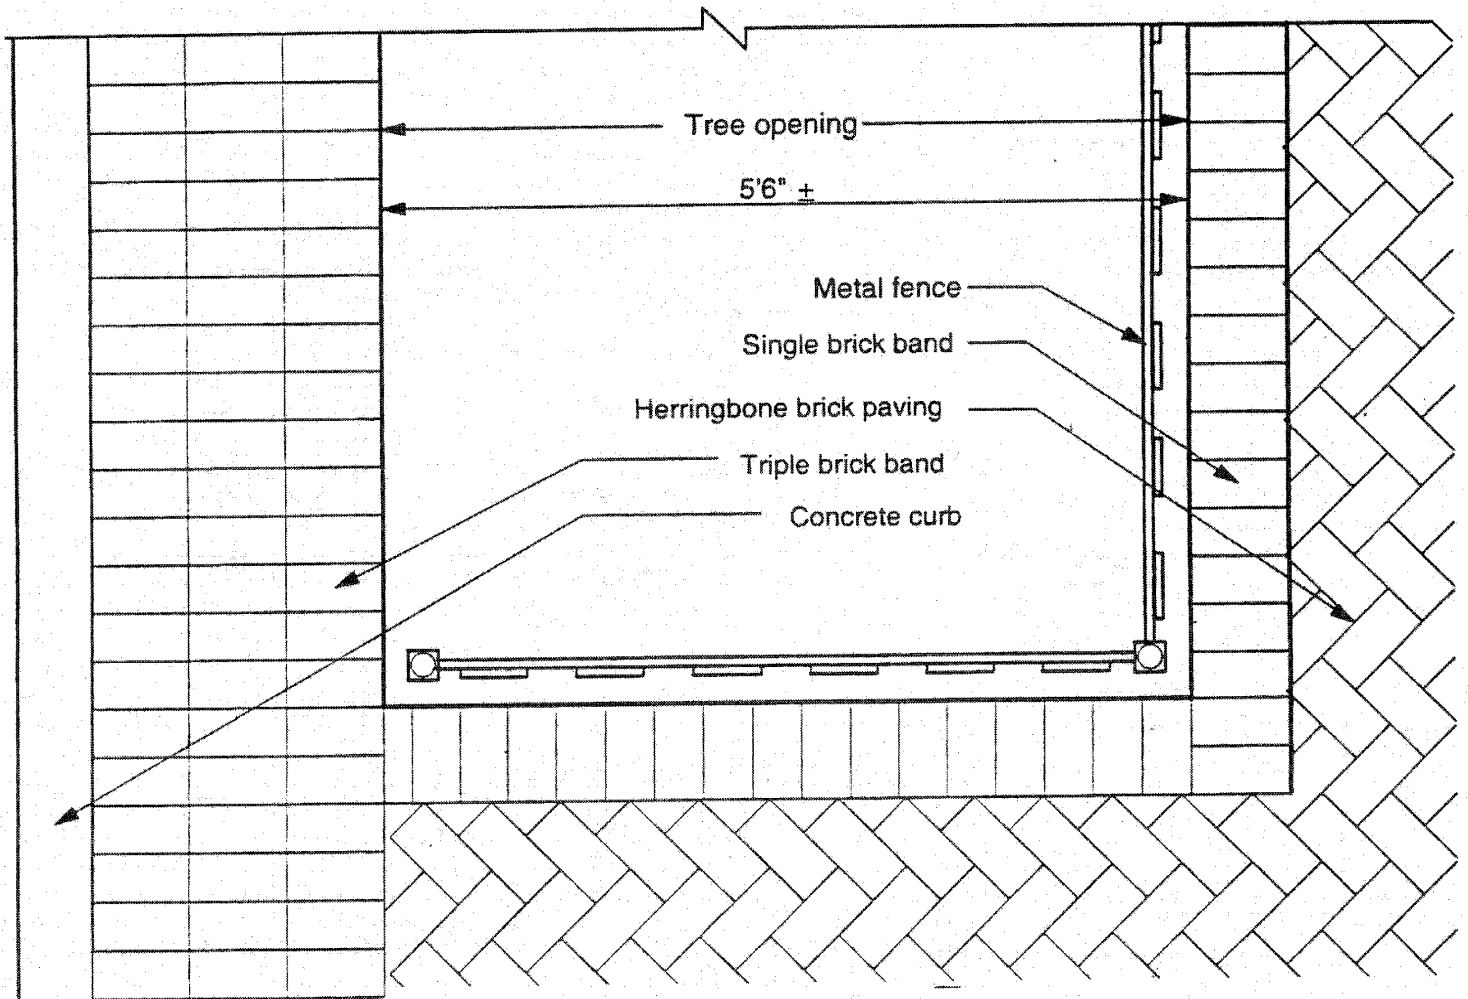 Tree opening
5'6" ±
Metal fence
Single brick band
Herringbone brick paving
Triple brick band
Concrete curb